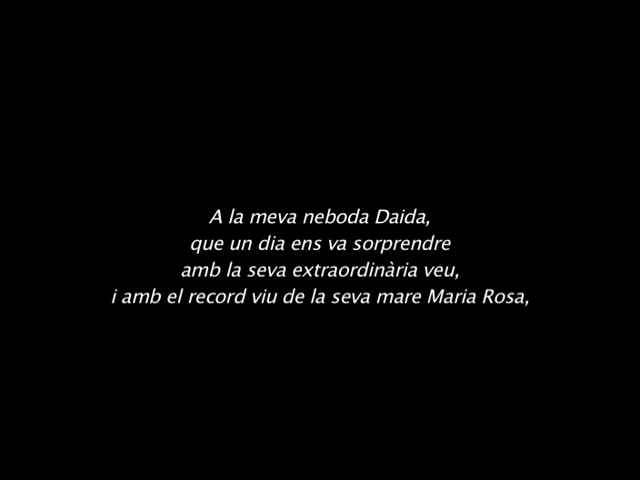 A la meva neboda Daida,
que un dia ens va sorprendre
amb la seva extraordinària veu,
i amb el record viu de la seva mare Maria Rosa,